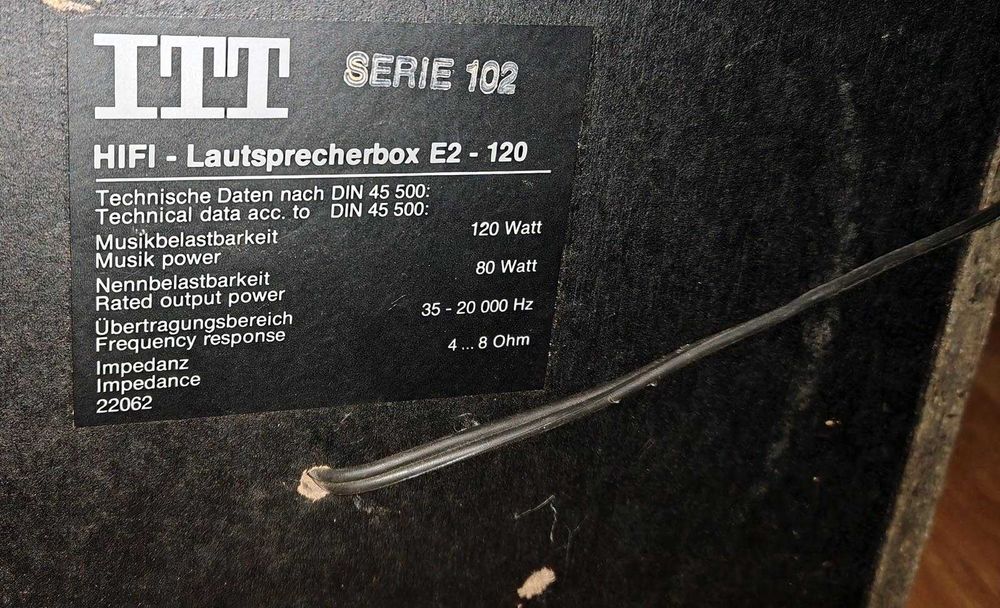 ITT
SERIE 102
HIFI - Lautsprecherbox E2 - 120
Technische Daten nach DIN 45 500:
Technical data acc. to DIN 45 500:
Musikbelastbarkeit 120 Watt
Musik power
Nennbelastbarkeit 80 Watt
Rated output power
Übertragungsbereich 35 - 20 000 Hz
Frequency response
Impedanz 4 ... 8 Ohm
Impedance
22062